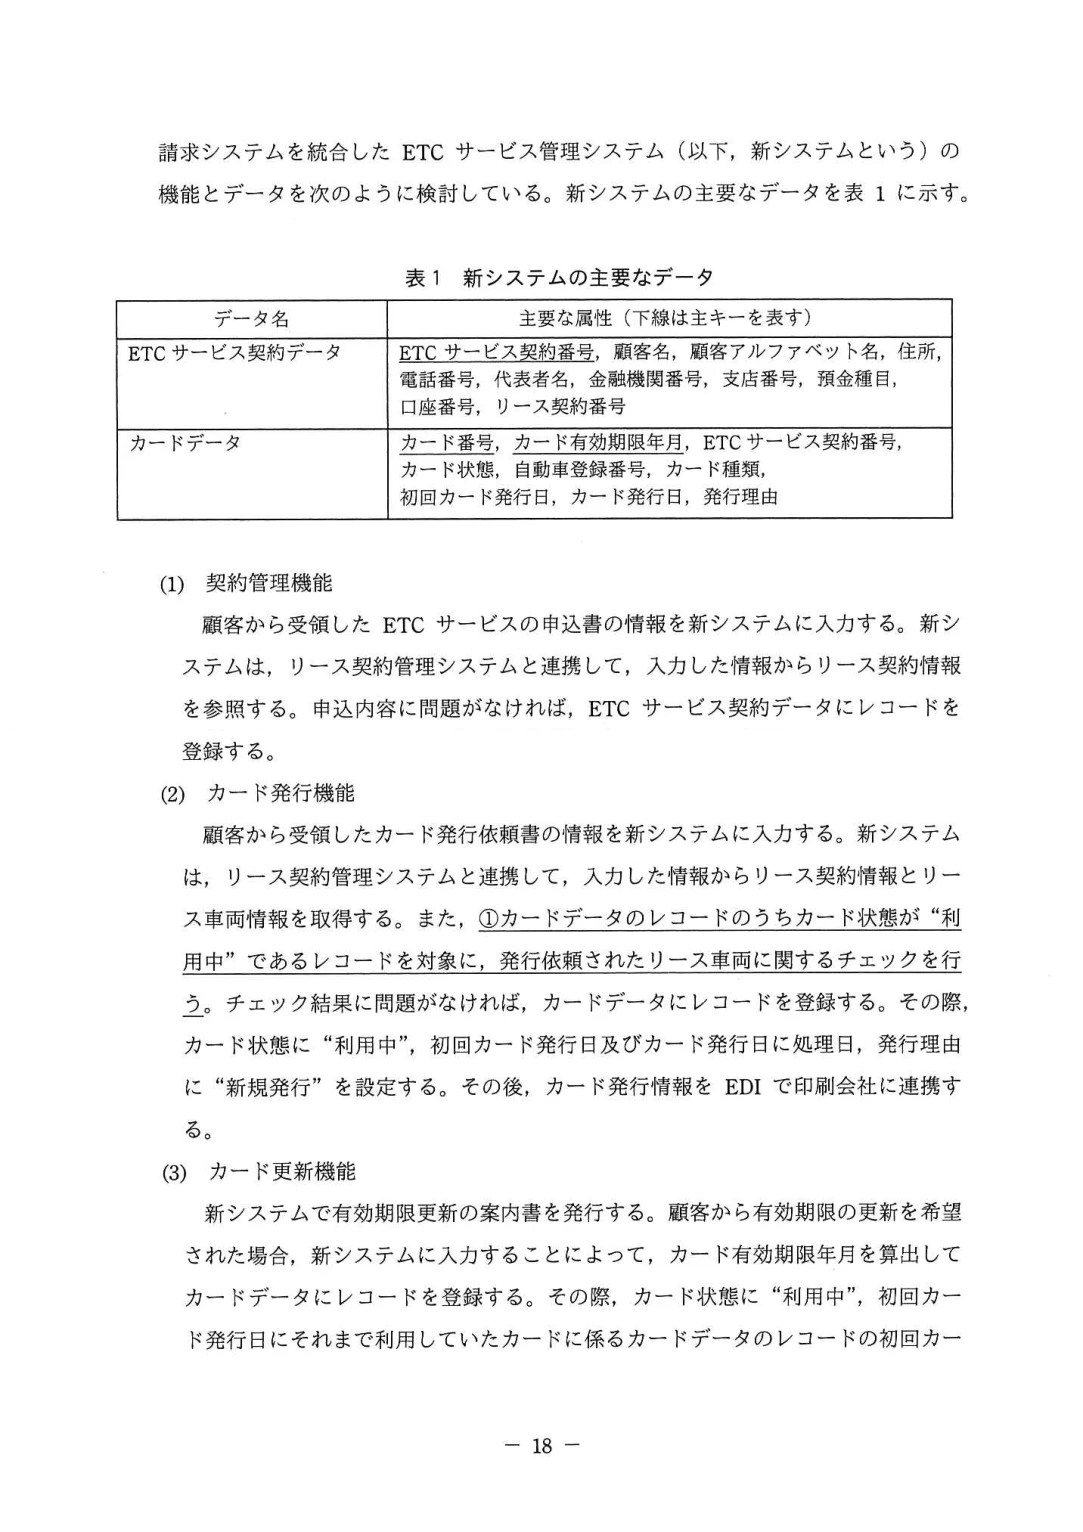 請求システムを統合した ETC サービス管理システム（以下，新システムという）の
機能とデータを次のように検討している。新システムの主要なデータを表 1 に示す。
表 1　新システムの主要なデータ
データ名　主要な属性（下線は主キーを表す）
ETC サービス契約データ　ETC サービス契約番号，顧客名，顧客アルファベット名，住所，
電話番号，代表者名，金融機関番号，支店番号，預金種目，
口座番号，リース契約番号
カードデータ　カード番号，カード有効期限年月，ETC サービス契約番号，
カード状態，自動車登録番号，カード種類，
初回カード発行日，カード発行日，発行理由
(1)　契約管理機能
顧客から受領した ETC サービスの申込書の情報を新システムに入力する。新シ
ステムは，リース契約管理システムと連携して，入力した情報からリース契約情報
を参照する。申込内容に問題がなければ，ETC サービス契約データにレコードを
登録する。
(2)　カード発行機能
顧客から受領したカード発行依頼書の情報を新システムに入力する。新システム
は，リース契約管理システムと連携して，入力した情報からリース契約情報とリー
ス車両情報を取得する。また，①カードデータのレコードのうちカード状態が“利
用中”であるレコードを対象に，発行依頼されたリース車両に関するチェックを行
う。チェック結果に問題がなければ，カードデータにレコードを登録する。その際，
カード状態に“利用中”，初回カード発行日及びカード発行日に処理日，発行理由
に“新規発行”を設定する。その後，カード発行情報を EDI で印刷会社に連携す
る。
(3)　カード更新機能
新システムで有効期限更新の案内書を発行する。顧客から有効期限の更新を希望
された場合，新システムに入力することによって，カード有効期限年月を算出して
カードデータにレコードを登録する。その際，カード状態に“利用中”，初回カー
ド発行日にそれまで利用していたカードに係るカードデータのレコードの初回カー
－ 18 －